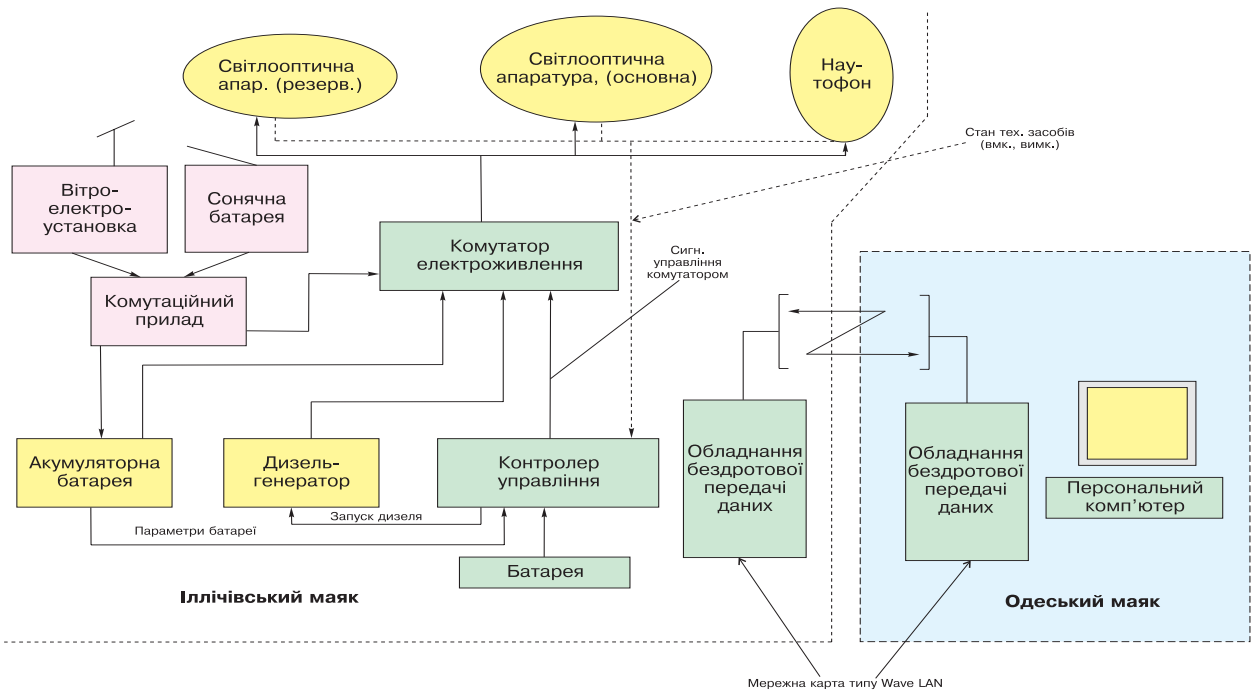 Світлооптична
апар. (резерв.)
Світлооптична
апаратура, (основна)
Нау-
тофон
Стан тех. засобів
(вмк., вимк.)
Вітро-
електро-
установка
Сонячна
батарея
Комутатор
електроживлення
Сигн.
управління
комутатором
Комутаційний
прилад
Акумуляторна
батарея
Дизель-
генератор
Контролер
управління
Обладнання
бездротової
передачі
даних
Обладнання
бездротової
передачі
даних
Персональний
комп’ютер
Запуск дизеля
Параметри батареї
Батарея
Іллічівський маяк
Одеський маяк
Мережна карта типу Wave LAN